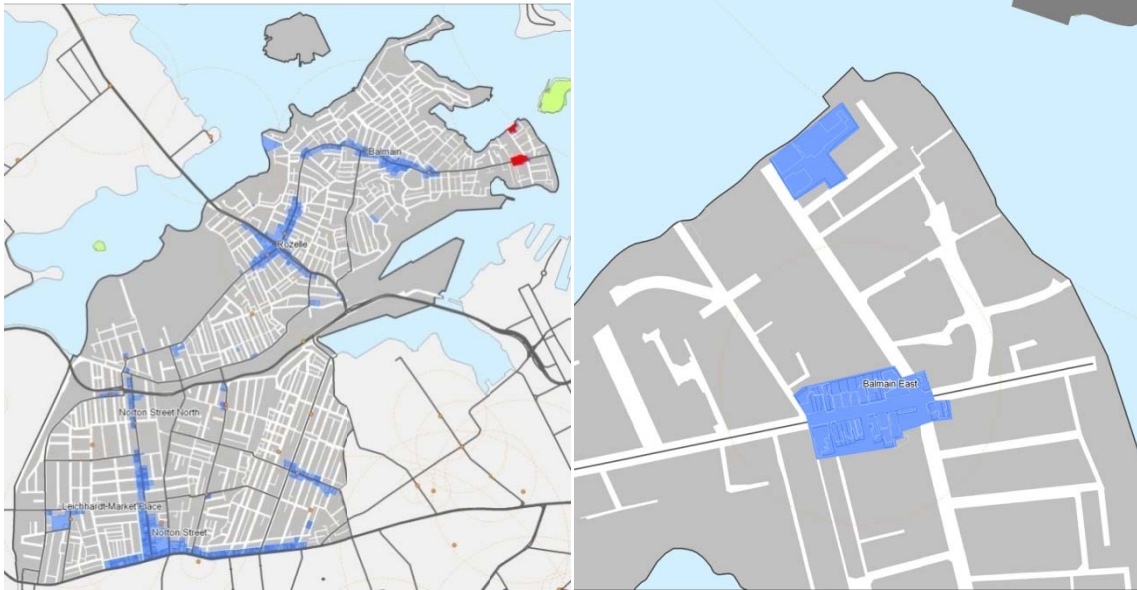 Balmain
Rozelle
Norton Street North
Leichhardt-Market Place
Norton Street
Balmain East